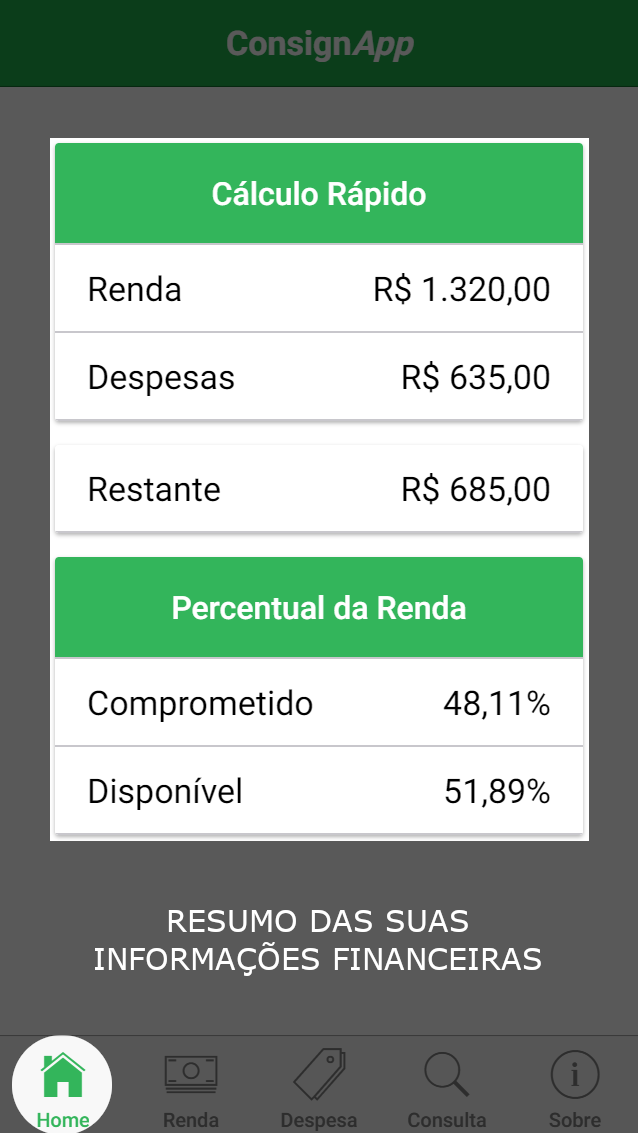 ConsignApp
Cálculo Rápido
Renda R$ 1.320,00
Despesas R$ 635,00
Restante R$ 685,00
Percentual da Renda
Comprometido 48,11%
Disponível 51,89%
RESUMO DAS SUAS
INFORMAÇÕES FINANCEIRAS
Home Renda Despesa Consulta Sobre